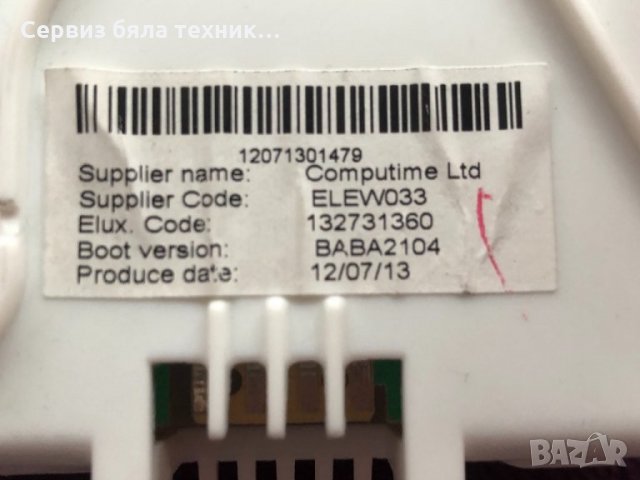 Сервиз бяла техник...
12071301479
Supplier name: Computime Ltd
Supplier Code: ELEW033
Elux. Code: 132731360
Boot version: BABA2104
Produce date: 12/07/13
BAZAR